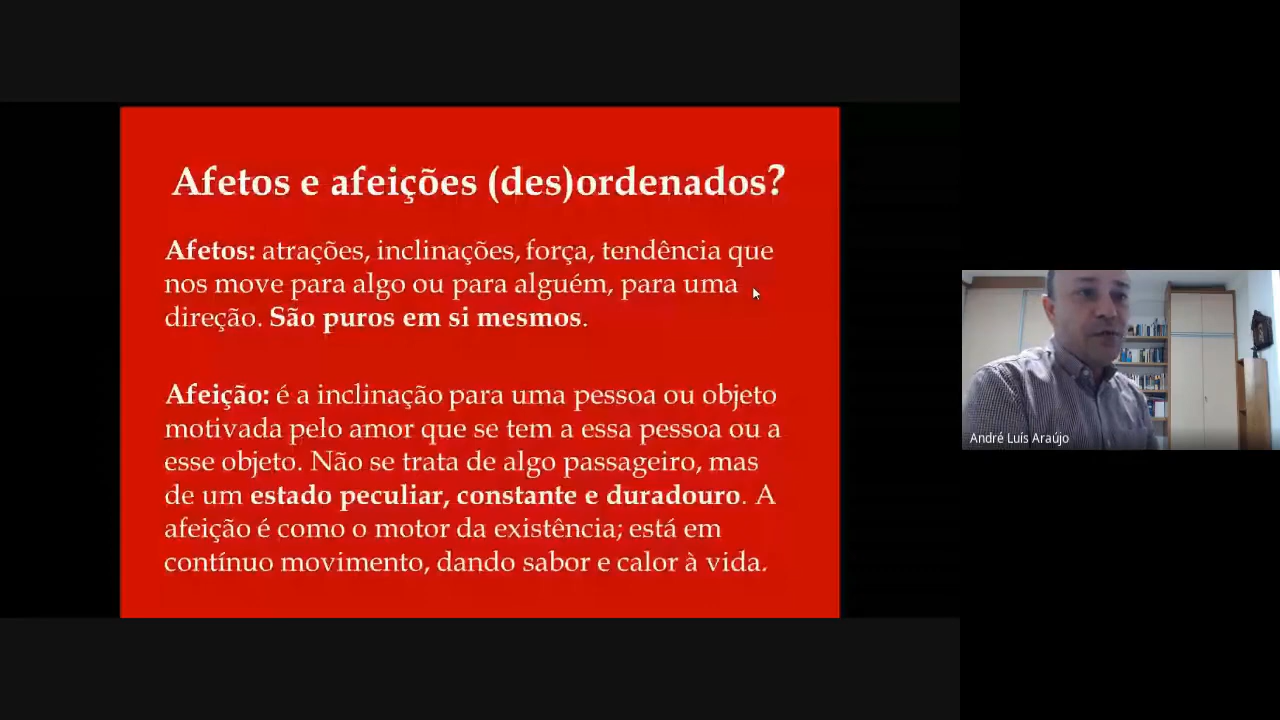 Afetos e afeições (des)ordenados?
Afetos: atrações, inclinações, força, tendência que
nos move para algo ou para alguém, para uma
direção. São puros em si mesmos.
Afeição: é a inclinação para uma pessoa ou objeto
motivada pelo amor que se tem a essa pessoa ou a
esse objeto. Não se trata de algo passageiro, mas
de um estado peculiar, constante e duradouro. A
afeição é como o motor da existência; está em
contínuo movimento, dando sabor e calor à vida.
André Luís Araújo